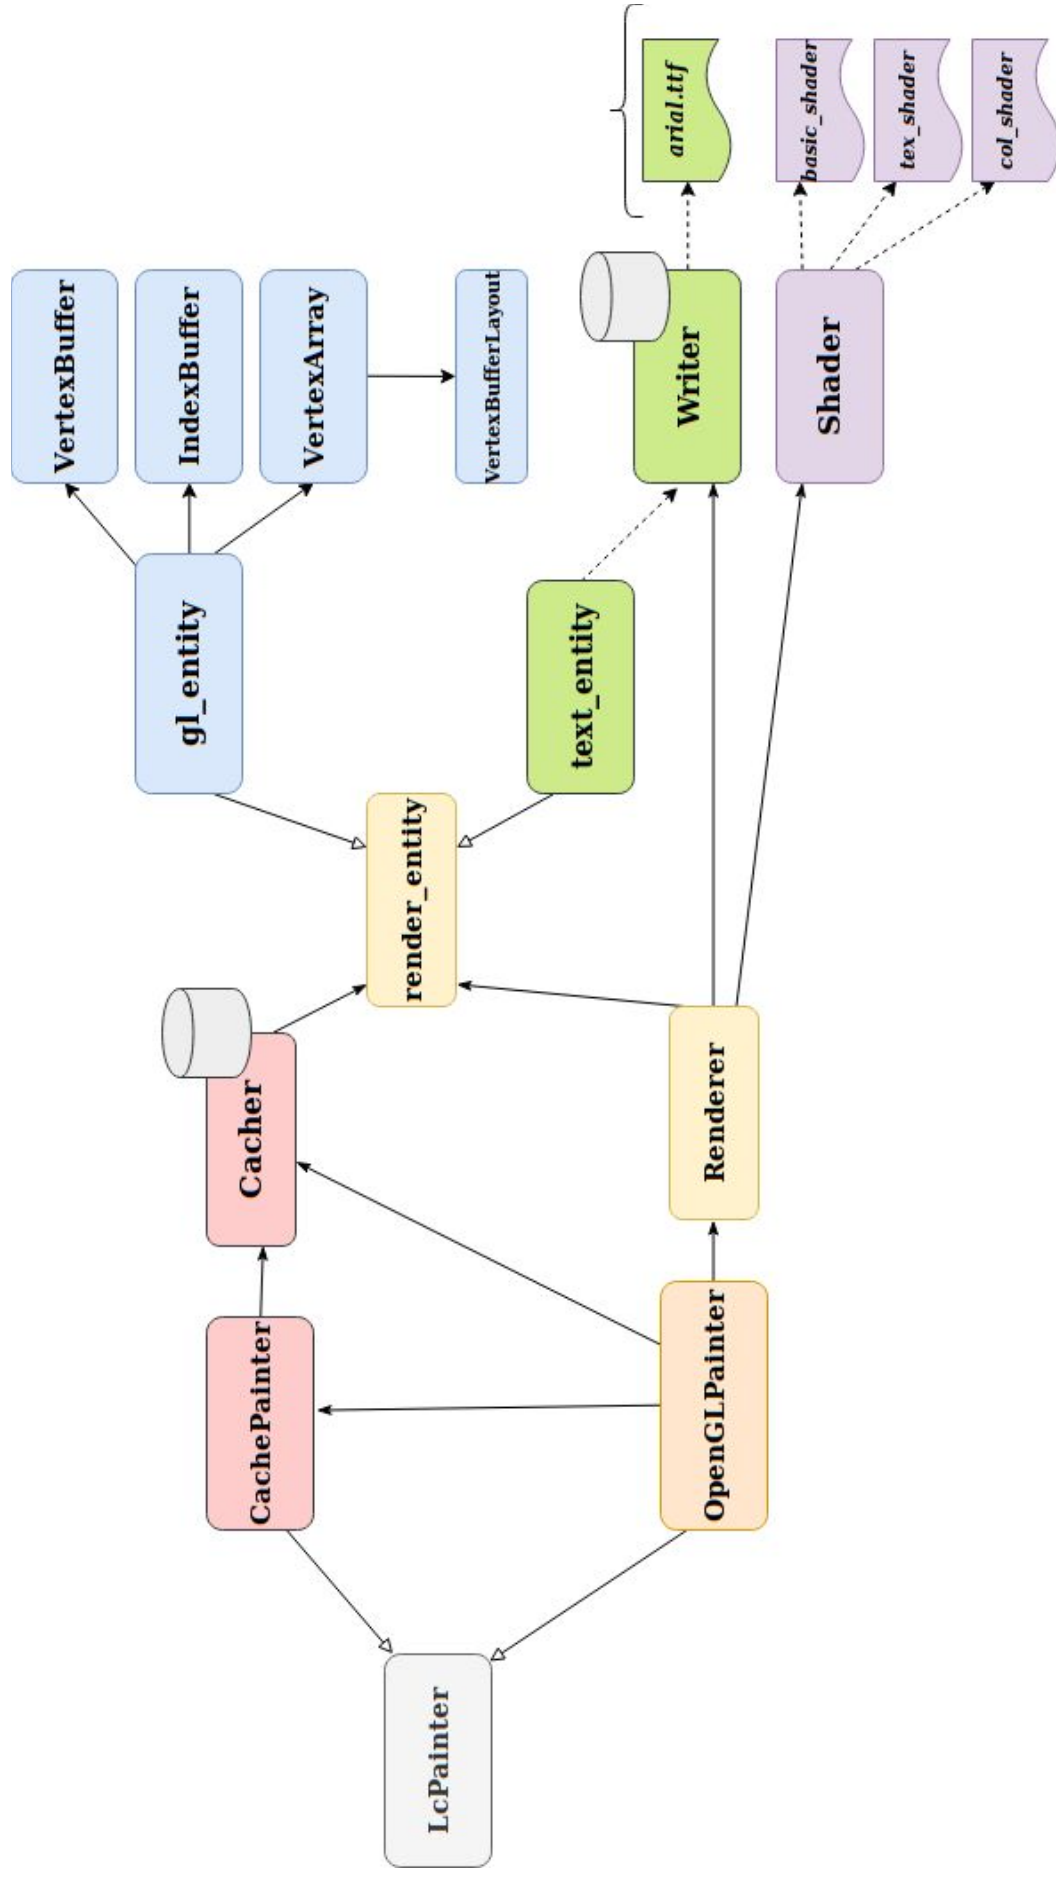 LcPainter
CachePainter
OpenGLPainter
Cacher
Renderer
render_entity
gl_entity
text_entity
VertexBuffer
IndexBuffer
VertexArray
VertexBufferLayout
Writer
Shader
arial.ttf
basic_shader
tex_shader
col_shader